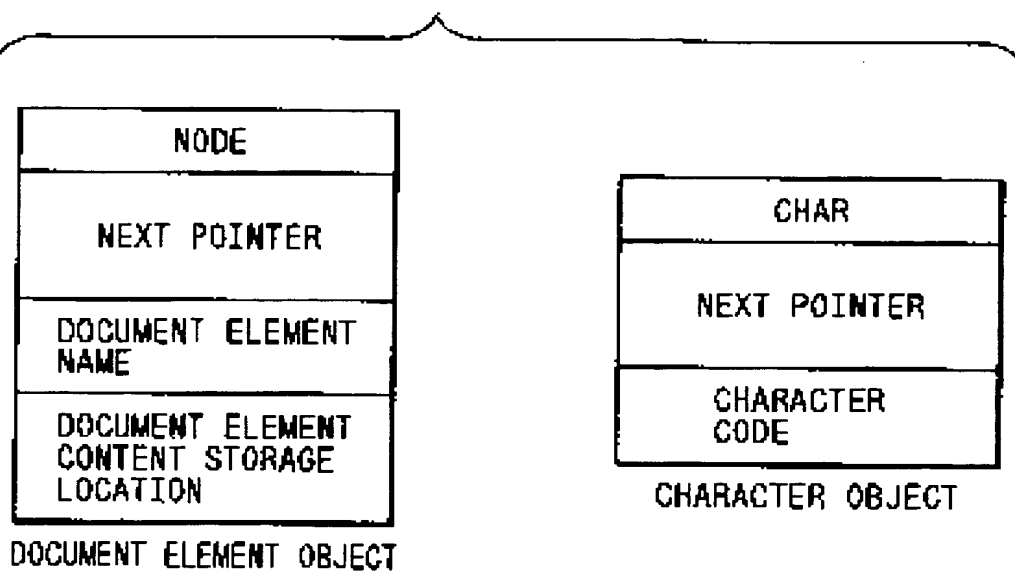 NODE
NEXT POINTER
DOCUMENT ELEMENT
NAME
DOCUMENT ELEMENT
CONTENT STORAGE
LOCATION
DOCUMENT ELEMENT OBJECT
CHAR
NEXT POINTER
CHARACTER
CODE
CHARACTER OBJECT